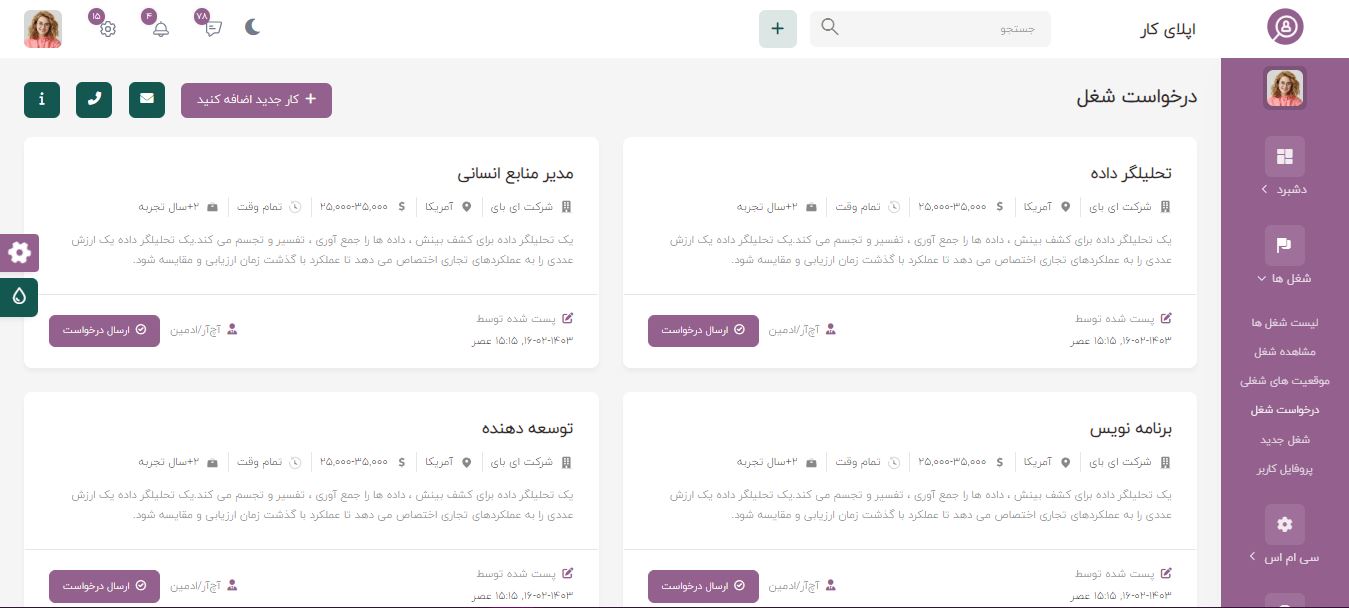 اپلای کار
جستجو
۷۸
۴
۱۵
دشبرد
شغل ها
لیست شغل ها
مشاهده شغل
موقعیت های شغلی
درخواست شغل
شغل جدید
پروفایل کاربر
سی ام اس
درخواست شغل
کار جدید اضافه کنید
تحلیلگر داده
شرکت ای بای
آمریکا
۲۵,۰۰۰-۳۵,۰۰۰
تمام وقت
۲+سال تجربه
یک تحلیلگر داده برای کشف بینش ، داده ها را جمع آوری ، تفسیر و تجسم می کند.یک تحلیلگر داده یک ارزش
عددی را به عملکردهای تجاری اختصاص می دهد تا عملکرد با گذشت زمان ارزیابی و مقایسه شود.
پست شده توسط
۱۶-۰۲-۱۴۰۳, ۱۵:۱۵ عصر
آچ‌آر/ادمین
ارسال درخواست
مدیر منابع انسانی
شرکت ای بای
آمریکا
۲۵,۰۰۰-۳۵,۰۰۰
تمام وقت
۲+سال تجربه
یک تحلیلگر داده برای کشف بینش ، داده ها را جمع آوری ، تفسیر و تجسم می کند.یک تحلیلگر داده یک ارزش
عددی را به عملکردهای تجاری اختصاص می دهد تا عملکرد با گذشت زمان ارزیابی و مقایسه شود.
پست شده توسط
۱۶-۰۲-۱۴۰۳, ۱۵:۱۵ عصر
آچ‌آر/ادمین
ارسال درخواست
برنامه نویس
شرکت ای بای
آمریکا
۲۵,۰۰۰-۳۵,۰۰۰
تمام وقت
۲+سال تجربه
یک تحلیلگر داده برای کشف بینش ، داده ها را جمع آوری ، تفسیر و تجسم می کند.یک تحلیلگر داده یک ارزش
عددی را به عملکردهای تجاری اختصاص می دهد تا عملکرد با گذشت زمان ارزیابی و مقایسه شود.
پست شده توسط
۱۶-۰۲-۱۴۰۳, ۱۵:۱۵ عصر
آچ‌آر/ادمین
ارسال درخواست
توسعه دهنده
شرکت ای بای
آمریکا
۲۵,۰۰۰-۳۵,۰۰۰
تمام وقت
۲+سال تجربه
یک تحلیلگر داده برای کشف بینش ، داده ها را جمع آوری ، تفسیر و تجسم می کند.یک تحلیلگر داده یک ارزش
عددی را به عملکردهای تجاری اختصاص می دهد تا عملکرد با گذشت زمان ارزیابی و مقایسه شود.
پست شده توسط
۱۶-۰۲-۱۴۰۳, ۱۵:۱۵ عصر
آچ‌آر/ادمین
ارسال درخواست